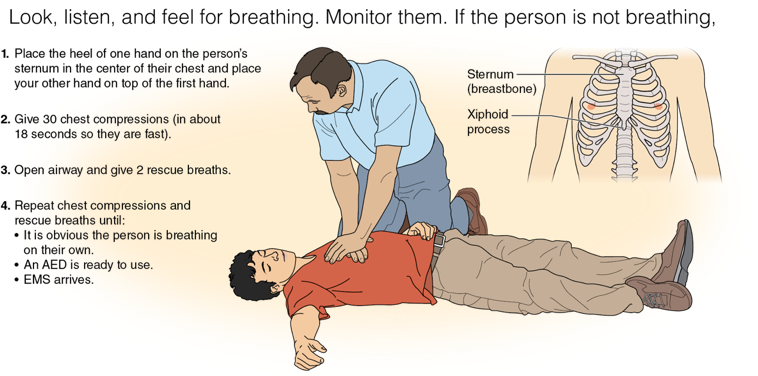 Look, listen, and feel for breathing. Monitor them. If the person is not breathing,
1. Place the heel of one hand on the person's
sternum in the center of their chest and place
your other hand on top of the first hand.
2. Give 30 chest compressions (in about
18 seconds so they are fast).
3. Open airway and give 2 rescue breaths.
4. Repeat chest compressions and
rescue breaths until:
• It is obvious the person is breathing
on their own.
• An AED is ready to use.
• EMS arrives.
Sternum
(breastbone)
Xiphoid
process